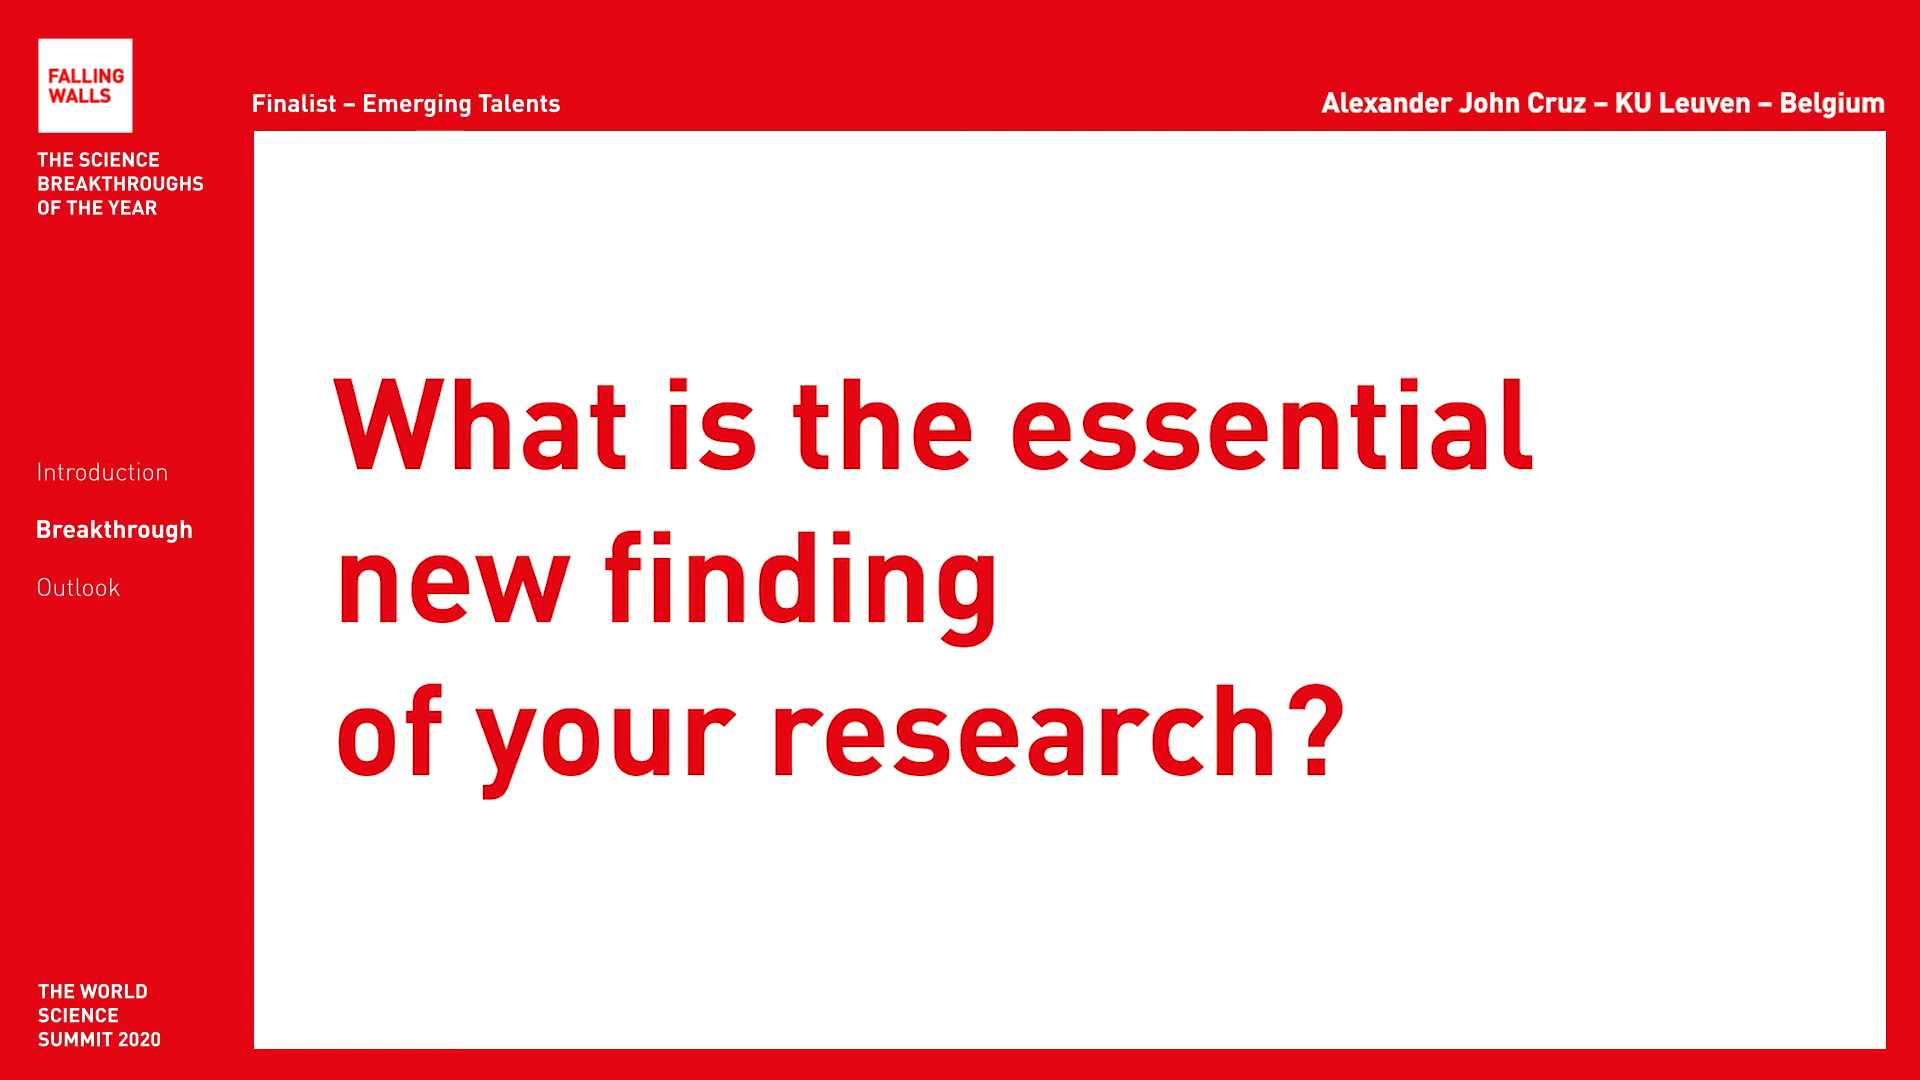 FALLING
WALLS
THE SCIENCE
BREAKTHROUGHS
OF THE YEAR
Finalist – Emerging Talents
Alexander John Cruz – KU Leuven – Belgium
Introduction
Breakthrough
Outlook
What is the essential
new finding
of your research?
THE WORLD
SCIENCE
SUMMIT 2020